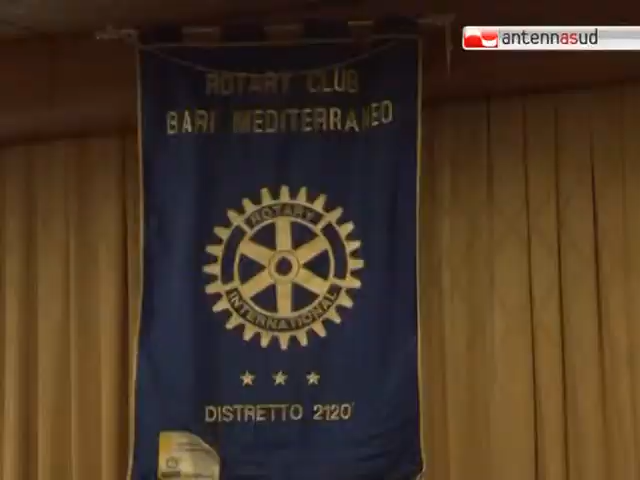 antennasud
ROTARY CLUB
BARI MEDITERRANEO
ROTARY
INTERNATIONAL
DISTRETTO 2120